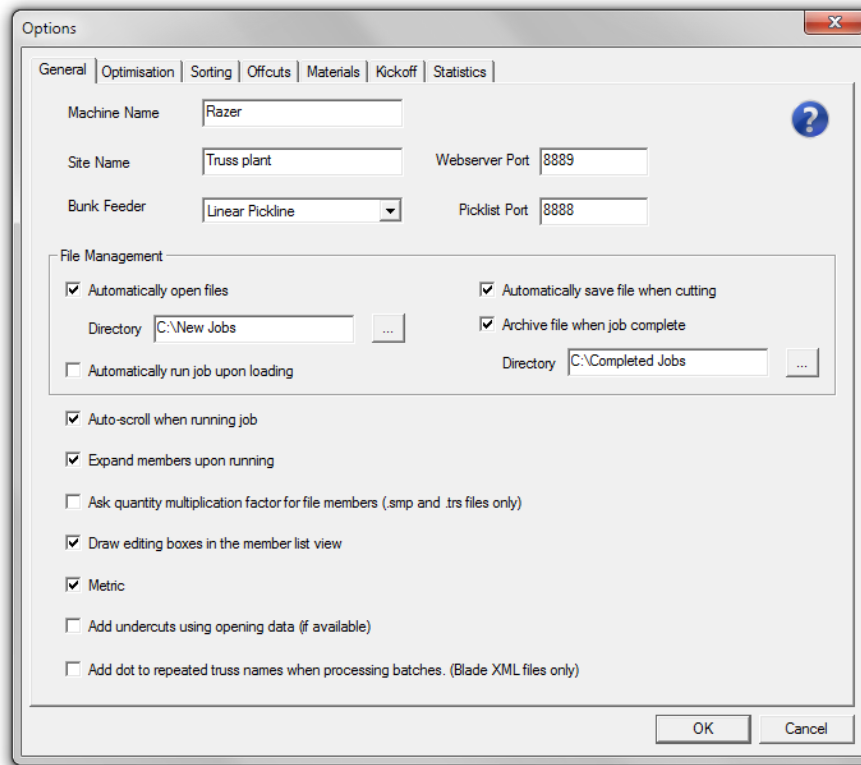 Options
General Optimisation Sorting Offcuts Materials Kickoff Statistics
Machine Name Razer
Site Name Truss plant Webserver Port 8889
Bunk Feeder Linear Pickline Picklist Port 8888
File Management
Automatically open files Automatically save file when cutting
Directory C:\New Jobs ... Archive file when job complete
Automatically run job upon loading Directory C:\Completed Jobs ...
Auto-scroll when running job
Expand members upon running
Ask quantity multiplication factor for file members (.smp and .trs files only)
Draw editing boxes in the member list view
Metric
Add undercuts using opening data (if available)
Add dot to repeated truss names when processing batches. (Blade XML files only)
OK Cancel